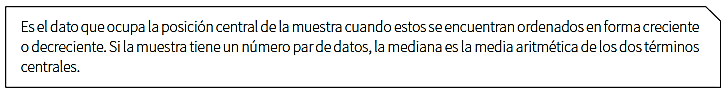 Es el dato que ocupa la posición central de la muestra cuando estos se encuentran ordenados en forma creciente
o decreciente. Si la muestra tiene un número par de datos, la mediana es la media aritmética de los dos términos
centrales.